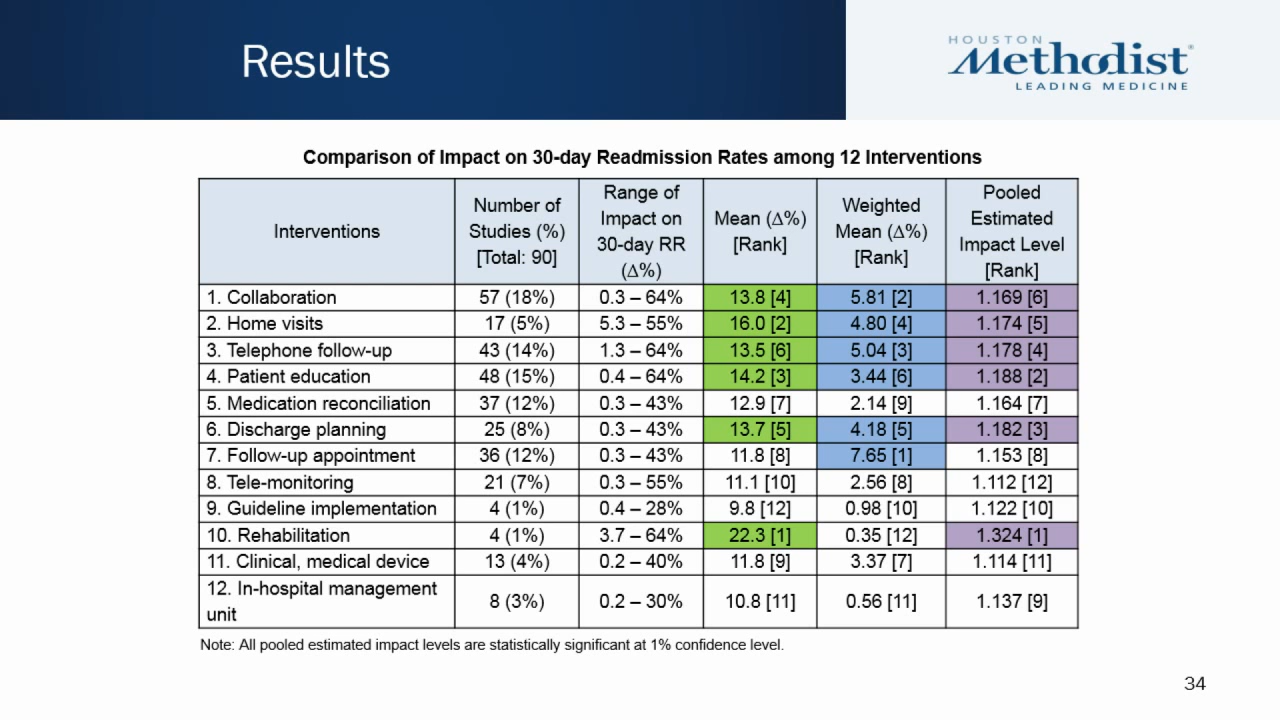 Results
HOUSTON
Methodist®
LEADING MEDICINE
Comparison of Impact on 30-day Readmission Rates among 12 Interventions
Interventions
Number of
Studies (%)
[Total: 90]
Range of
Impact on
30-day RR
(Δ%)
Mean (Δ%)
[Rank]
Weighted
Mean (Δ%)
[Rank]
Pooled
Estimated
Impact Level
[Rank]
1. Collaboration 57 (18%) 0.3 – 64% 13.8 [4] 5.81 [2] 1.169 [6]
2. Home visits 17 (5%) 5.3 – 55% 16.0 [2] 4.80 [4] 1.174 [5]
3. Telephone follow-up 43 (14%) 1.3 – 64% 13.5 [6] 5.04 [3] 1.178 [4]
4. Patient education 48 (15%) 0.4 – 64% 14.2 [3] 3.44 [6] 1.188 [2]
5. Medication reconciliation 37 (12%) 0.3 – 43% 12.9 [7] 2.14 [9] 1.164 [7]
6. Discharge planning 25 (8%) 0.3 – 43% 13.7 [5] 4.18 [5] 1.182 [3]
7. Follow-up appointment 36 (12%) 0.3 – 43% 11.8 [8] 7.65 [1] 1.153 [8]
8. Tele-monitoring 21 (7%) 0.3 – 55% 11.1 [10] 2.56 [8] 1.112 [12]
9. Guideline implementation 4 (1%) 0.4 – 28% 9.8 [12] 0.98 [10] 1.122 [10]
10. Rehabilitation 4 (1%) 3.7 – 64% 22.3 [1] 0.35 [12] 1.324 [1]
11. Clinical, medical device 13 (4%) 0.2 – 40% 11.8 [9] 3.37 [7] 1.114 [11]
12. In-hospital management
unit
8 (3%) 0.2 – 30% 10.8 [11] 0.56 [11] 1.137 [9]
Note: All pooled estimated impact levels are statistically significant at 1% confidence level.
34